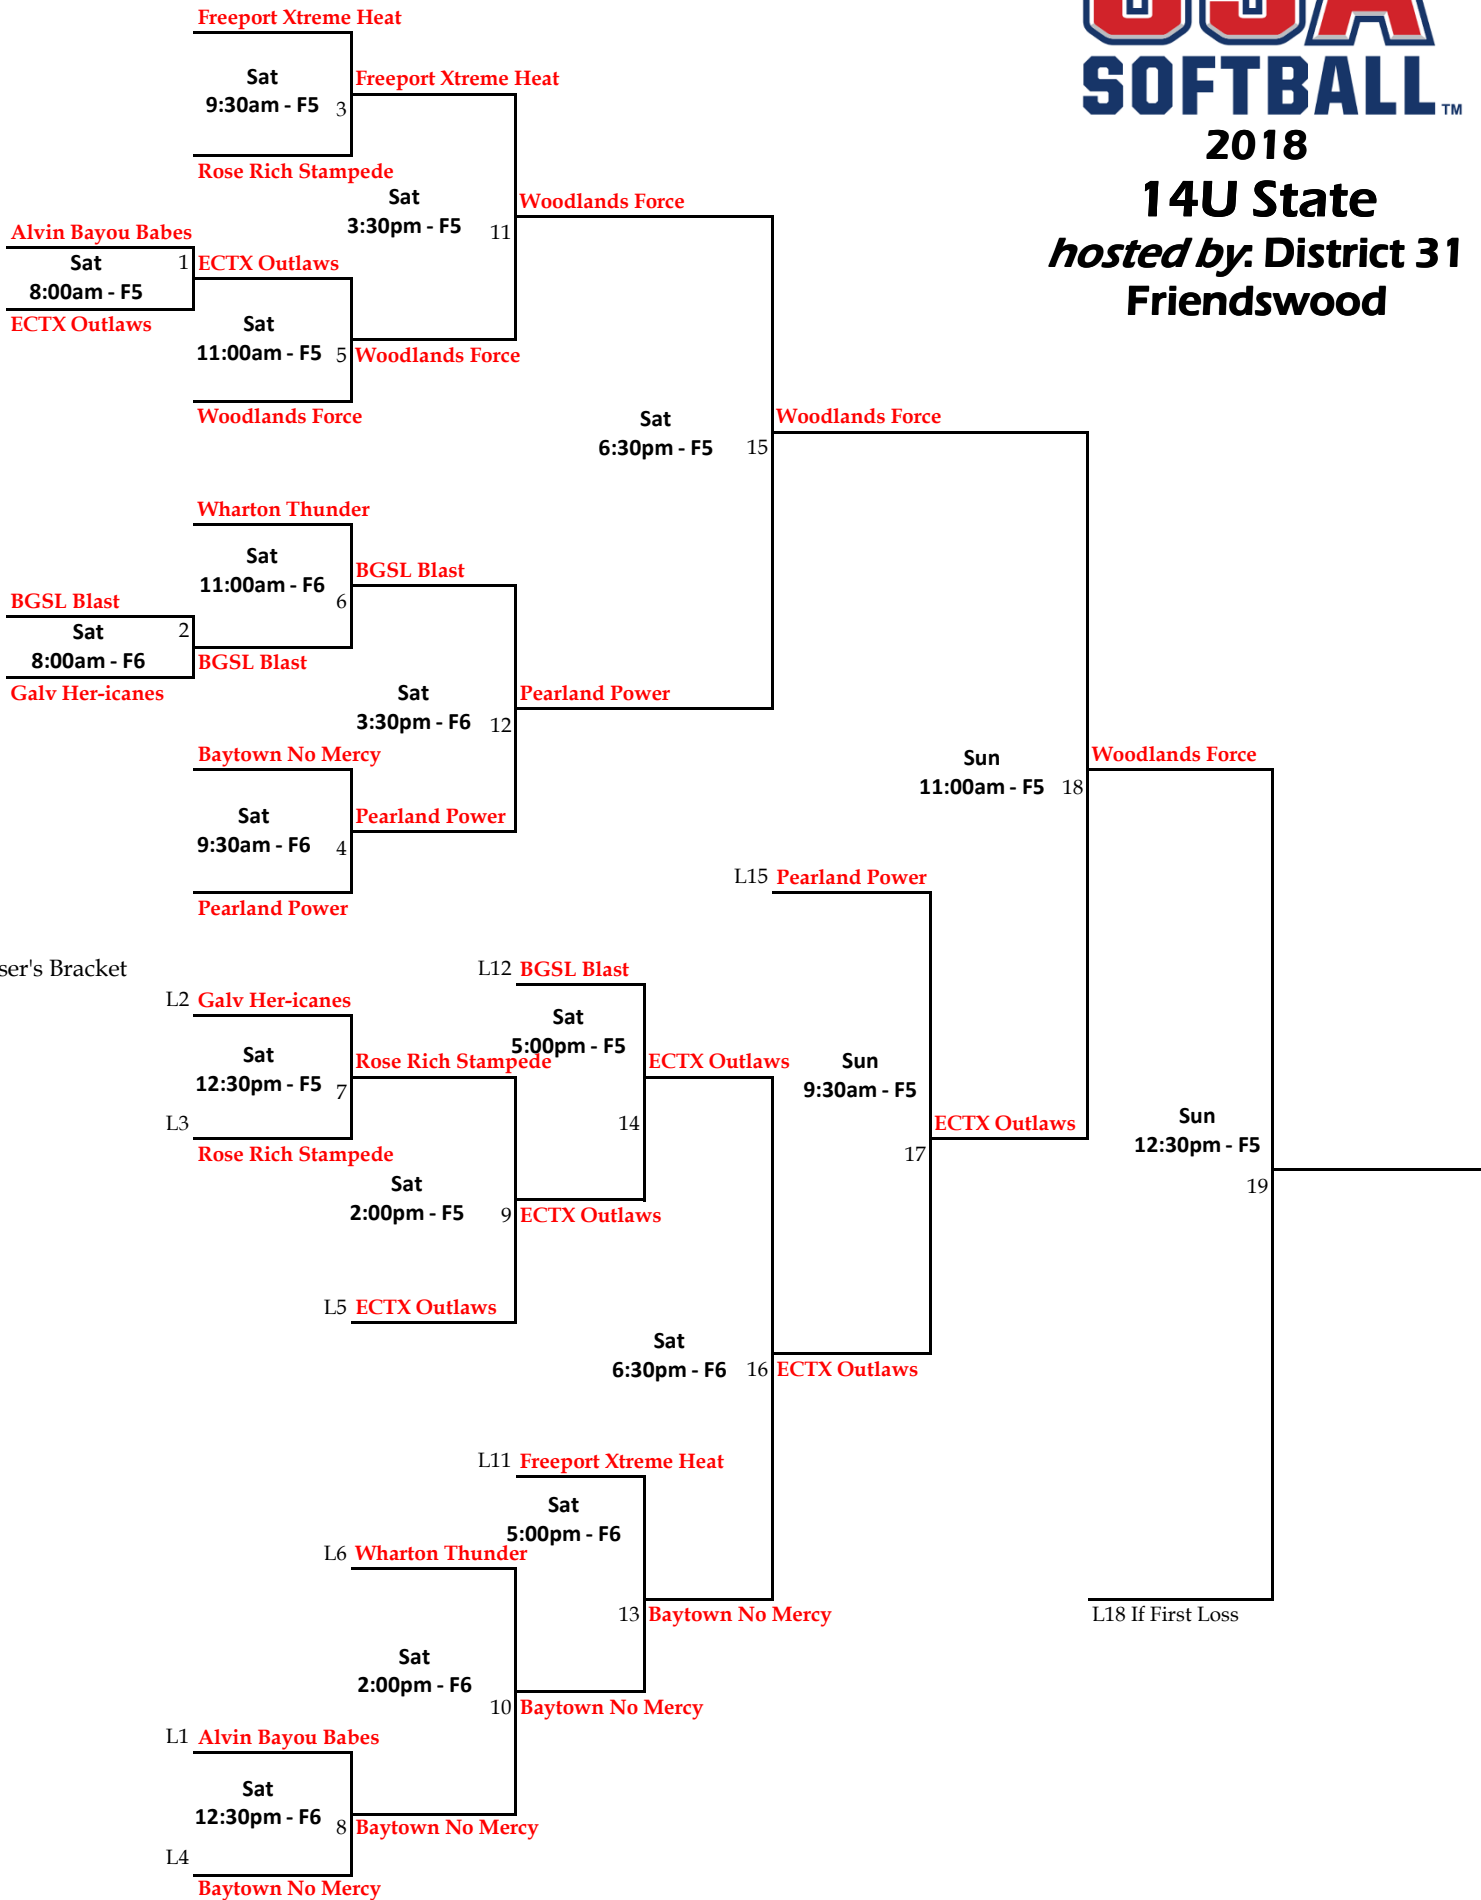 Freeport Xtreme Heat
USA
SOFTBALL™
2018
14U State
hosted by: District 31
Friendswood
Sat
9:30am - F5
3
Freeport Xtreme Heat
Rose Rich Stampede
Sat
3:30pm - F5
11
Woodlands Force
Alvin Bayou Babes
Sat
8:00am - F5
1
ECTX Outlaws
ECTX Outlaws
Sat
11:00am - F5
5
Woodlands Force
Woodlands Force
Sat
6:30pm - F5
15
Woodlands Force
Wharton Thunder
Sat
11:00am - F6
6
BGSL Blast
BGSL Blast
Sat
8:00am - F6
2
BGSL Blast
Galv Her-icanes
Sat
3:30pm - F6
12
Pearland Power
Baytown No Mercy
Sat
9:30am - F6
4
Pearland Power
Pearland Power
Sun
11:00am - F5
18
Woodlands Force
L15 Pearland Power
ser's Bracket
L12 BGSL Blast
L2 Galv Her-icanes
Sat
12:30pm - F5
7
Rose Rich Stampede
L3
Rose Rich Stampede
Sat
5:00pm - F5
14
ECTX Outlaws
Sun
9:30am - F5
17
ECTX Outlaws
Sun
12:30pm - F5
19
Sat
2:00pm - F5
9
ECTX Outlaws
L5 ECTX Outlaws
Sat
6:30pm - F6
16
ECTX Outlaws
L11 Freeport Xtreme Heat
Sat
5:00pm - F6
L6 Wharton Thunder
13
Baytown No Mercy
L18 If First Loss
Sat
2:00pm - F6
10
Baytown No Mercy
L1 Alvin Bayou Babes
Sat
12:30pm - F6
8
Baytown No Mercy
L4
Baytown No Mercy